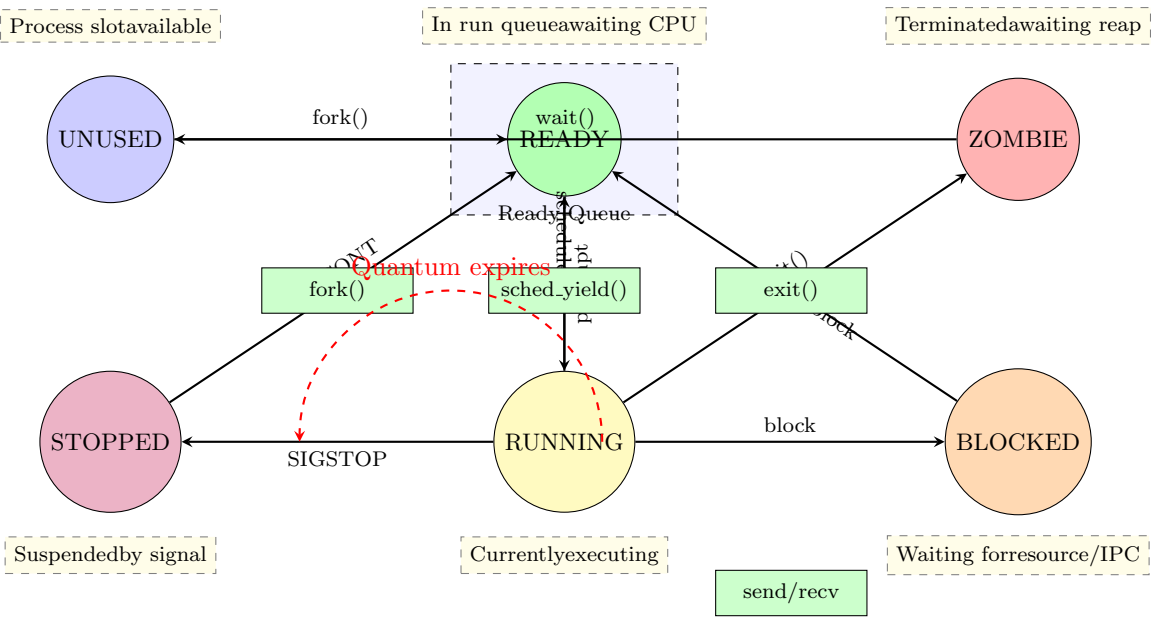 Process slotavailable
In run queueawaiting CPU
Terminatedawaiting reap
fork()
wait()
UNUSED
READY
ZOMBIE
Ready Queue
Quantum expires
fork()
sched_yield()
exit()
block
block
STOPPED
RUNNING
BLOCKED
SIGSTOP
Suspendedby signal
Currentlyexecuting
Waiting forresource/IPC
send/recv